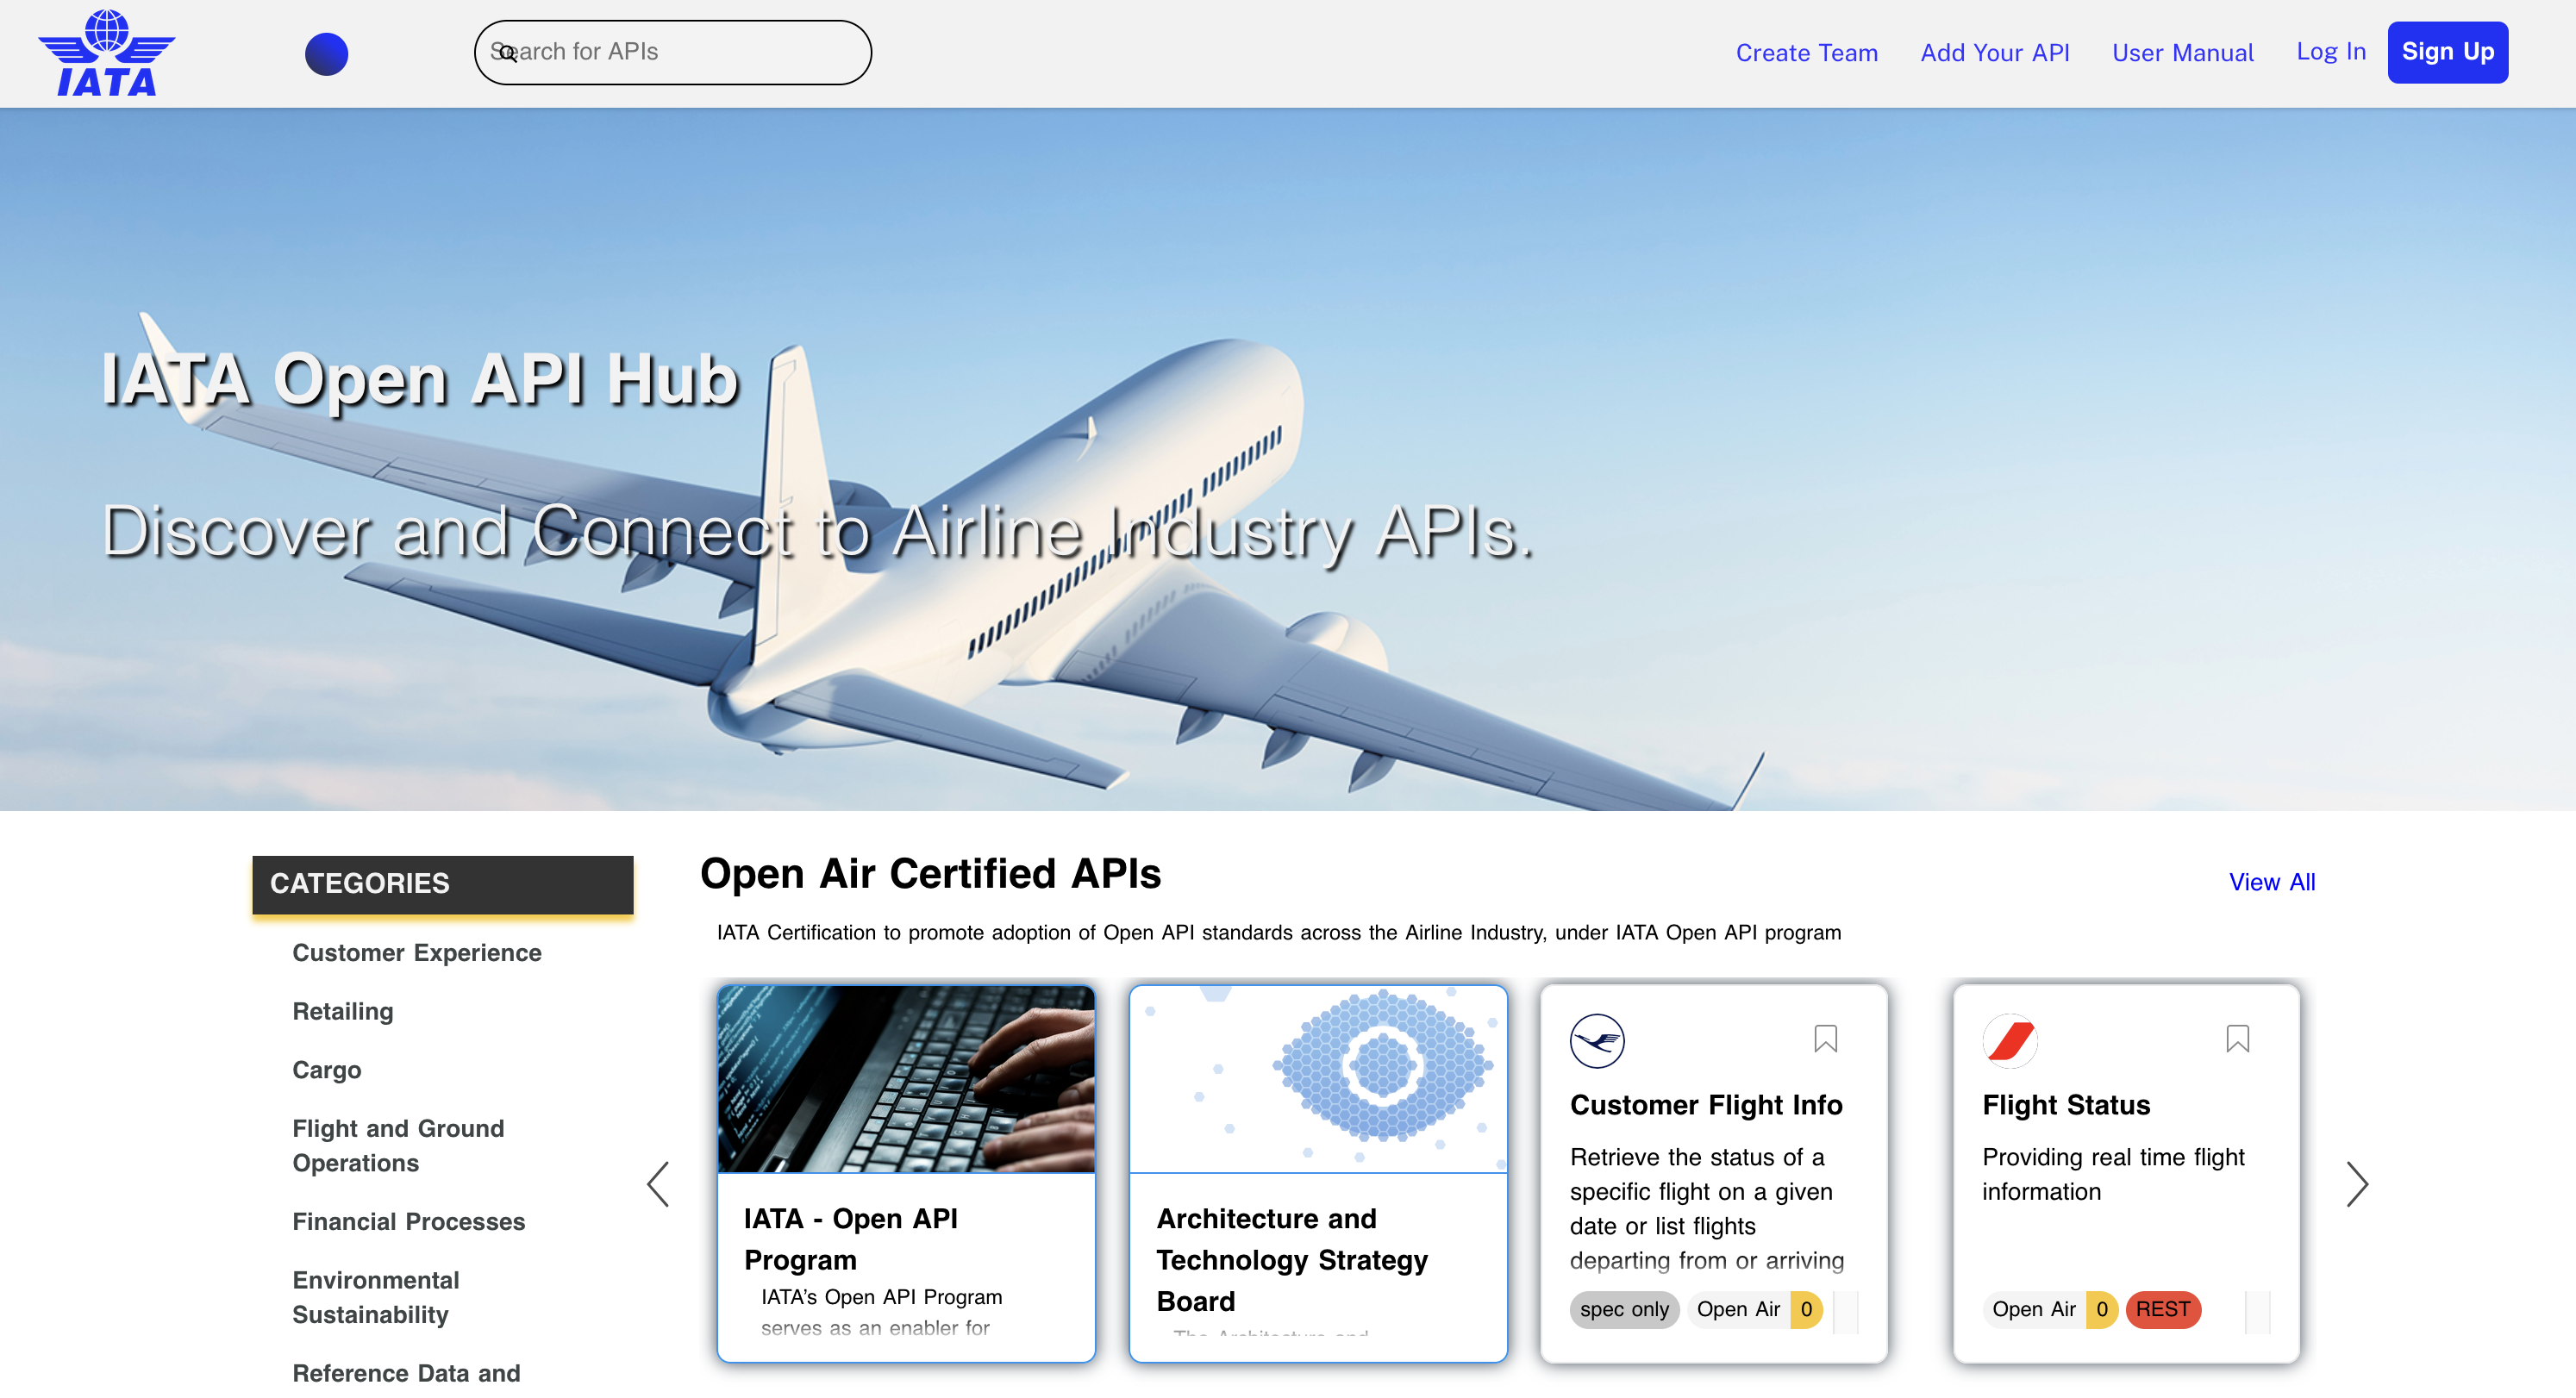 IATA
Search for APIs
Create Team
Add Your API
User Manual
Log In
Sign Up
IATA Open API Hub
Discover and Connect to Airline Industry APIs.
CATEGORIES
Customer Experience
Retailing
Cargo
Flight and Ground
Operations
Financial Processes
Environmental
Sustainability
Reference Data and
Open Air Certified APIs
View All
IATA Certification to promote adoption of Open API standards across the Airline Industry, under IATA Open API program
IATA - Open API
Program
IATA’s Open API Program
serves as an enabler for
Architecture and
Technology Strategy
Board
The Architecture and
Customer Flight Info
Retrieve the status of a
specific flight on a given
date or list flights
departing from or arriving
spec only
Open Air 0
Flight Status
Providing real time flight
information
Open Air 0
REST